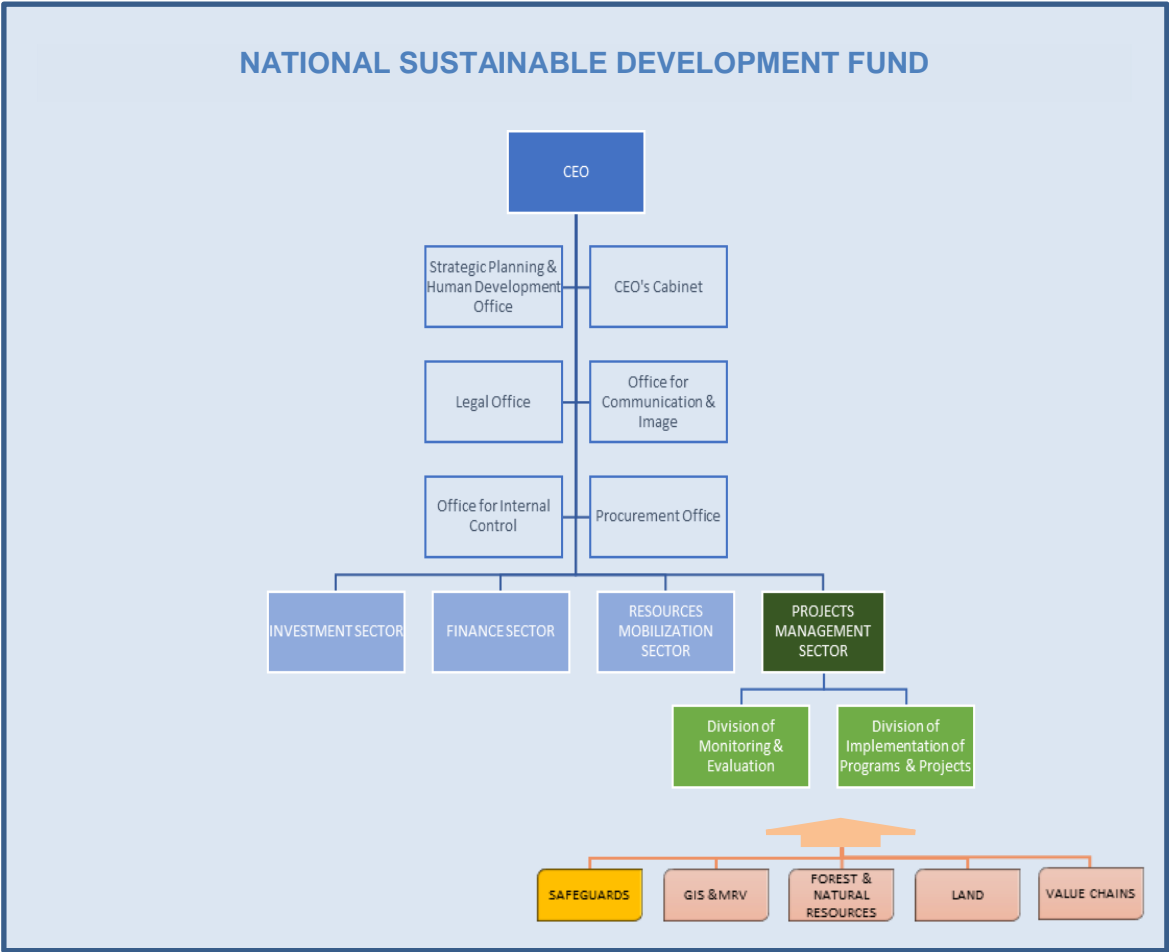 NATIONAL SUSTAINABLE DEVELOPMENT FUND
CEO
Strategic Planning &
Human Development
Office
CEO's Cabinet
Legal Office
Office for
Communication &
Image
Office for Internal
Control
Procurement Office
INVESTMENT SECTOR
FINANCE SECTOR
RESOURCES
MOBILIZATION
SECTOR
PROJECTS
MANAGEMENT
SECTOR
Division of
Monitoring &
Evaluation
Division of
Implementation of
Programs & Projects
SAFEGUARDS
GIS &MRV
FOREST &
NATURAL
RESOURCES
LAND
VALUE CHAINS